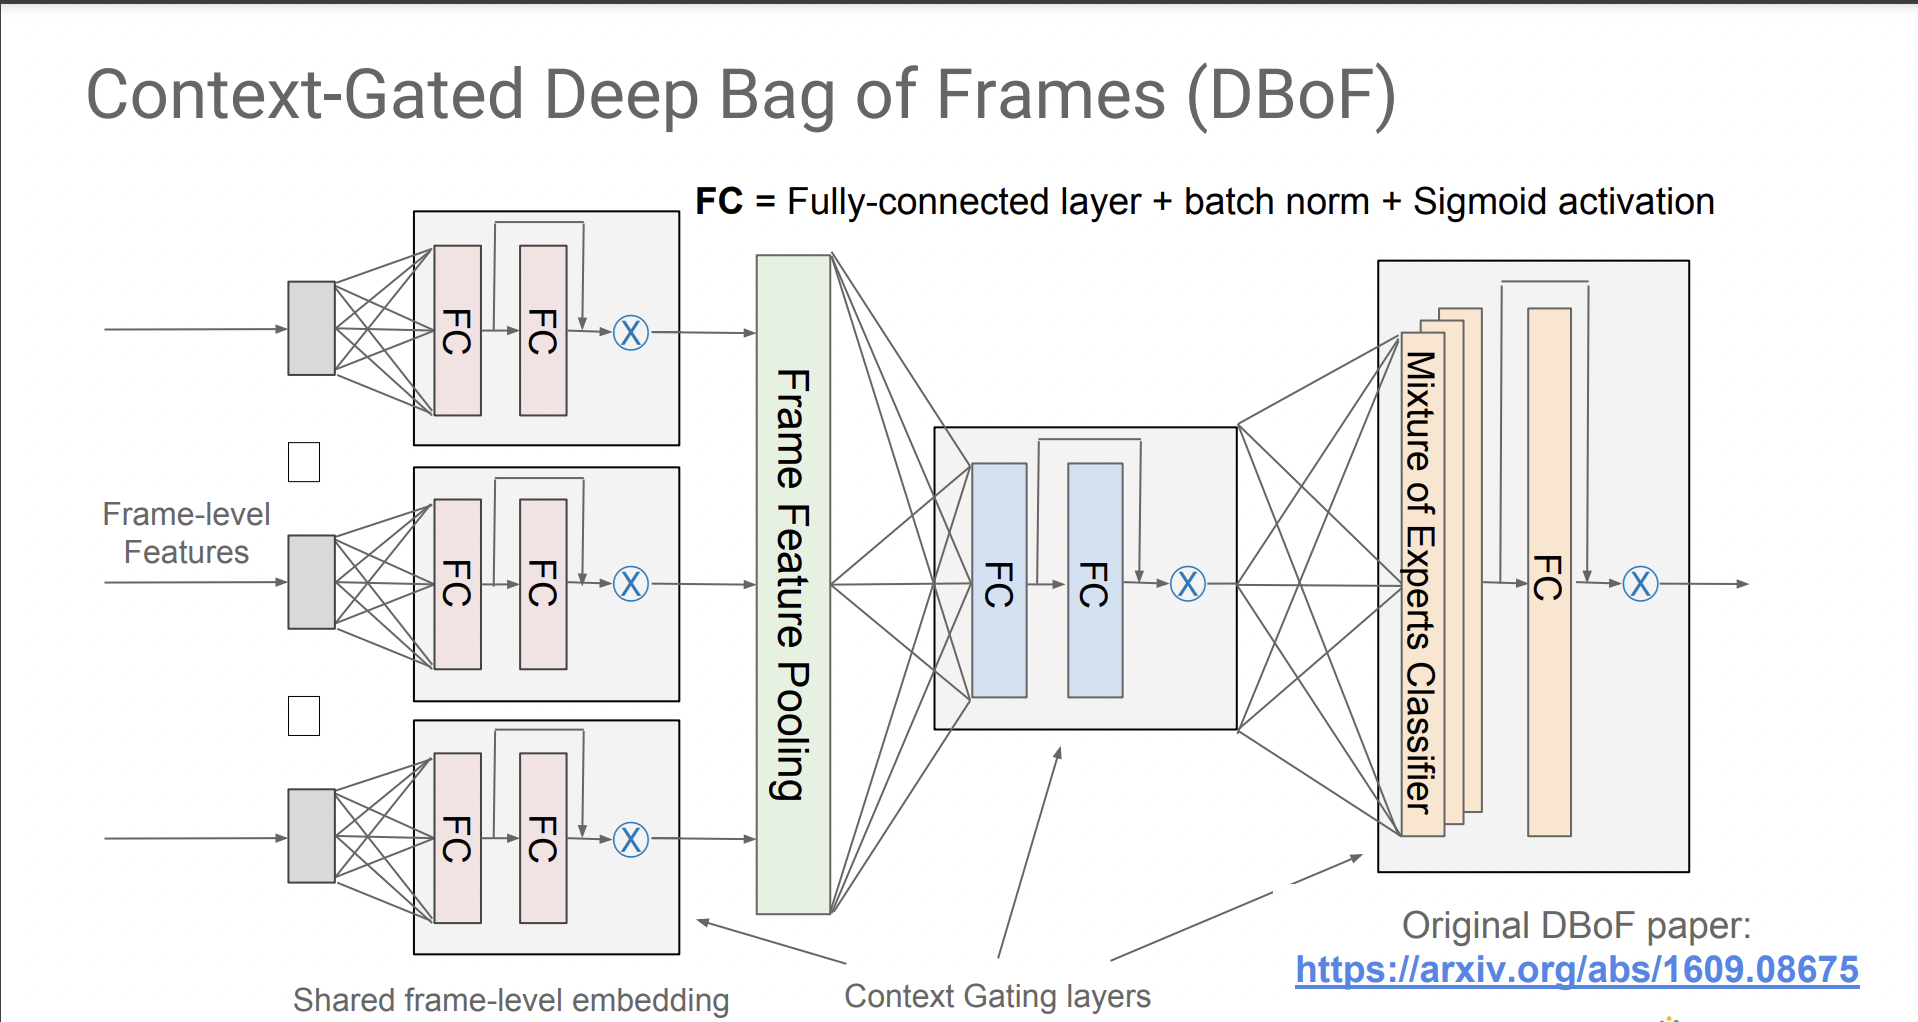 Context-Gated Deep Bag of Frames (DBoF)
FC = Fully-connected layer + batch norm + Sigmoid activation
FC
FC
X
Frame-level
Features
FC
FC
X
FC
FC
X
Shared frame-level embedding
Frame Feature Pooling
FC
FC
X
Context Gating layers
Mixture of Experts Classifier
FC
X
Original DBoF paper:
https://arxiv.org/abs/1609.08675